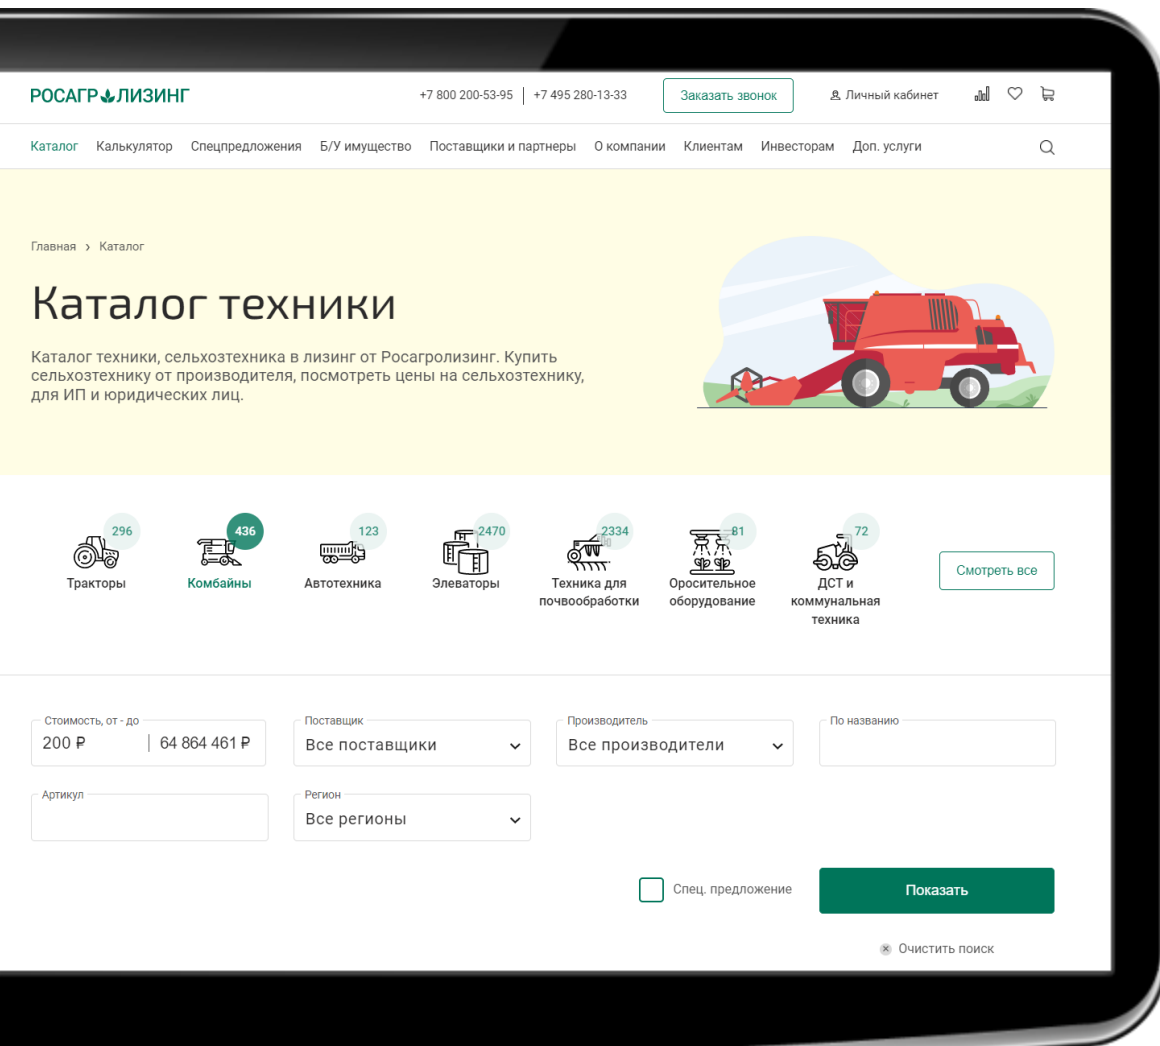 РОСАГРОЛИЗИНГ
+7 800 200-53-95 | +7 495 280-13-33
Заказать звонок
Личный кабинет
Каталог Калькулятор Спецпредложения Б/У имущество Поставщики и партнеры О компании Клиентам Инвесторам Доп. услуги
Главная > Каталог
Каталог техники
Каталог техники, сельхозтехника в лизинг от Росагролизинг. Купить
сельхозтехнику от производителя, посмотреть цены на сельхозтехнику,
для ИП и юридических лиц.
296
Тракторы
436
Комбайны
123
Автотехника
2470
Элеваторы
2334
Техника для
почвообработки
81
Оросительное
оборудование
72
ДСТ и
коммунальная
техника
Смотреть все
Стоимость, от - до
200 ₽ | 64 864 461 ₽
Поставщик
Все поставщики
Производитель
Все производители
По названию
Артикул
Регион
Все регионы
Спец. предложение
Показать
Очистить поиск